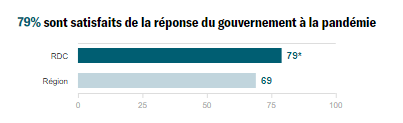 79% sont satisfaits de la réponse du gouvernement à la pandémie
RDC 79*
Région 69
0 25 50 75 100